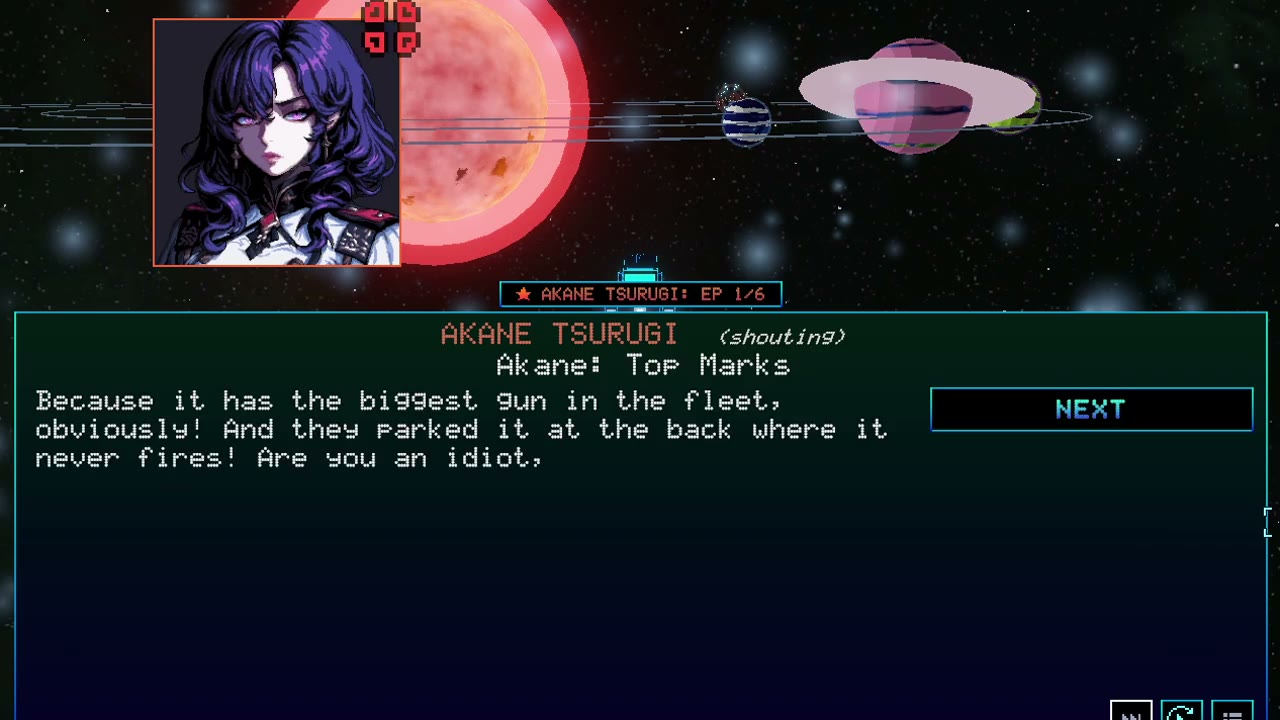 ★ AKANE TSURUGI: EP 1/6
AKANE TSURUGI (shouting)
Akane: Top Marks
Because it has the biggest gun in the fleet,
obviously! And they parked it at the back where it
never fires! Are you an idiot,
NEXT